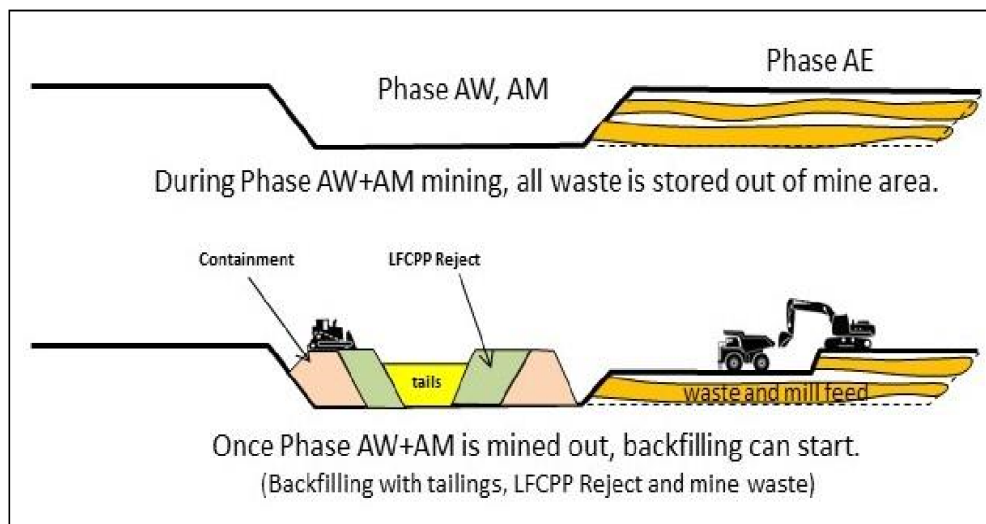 Phase AE
Phase AW, AM
During Phase AW+AM mining, all waste is stored out of mine area.
Containment
LFCPP Reject
tails
waste and mill feed
Once Phase AW+AM is mined out, backfilling can start.
(Backfilling with tailings, LFCPP Reject and mine waste)